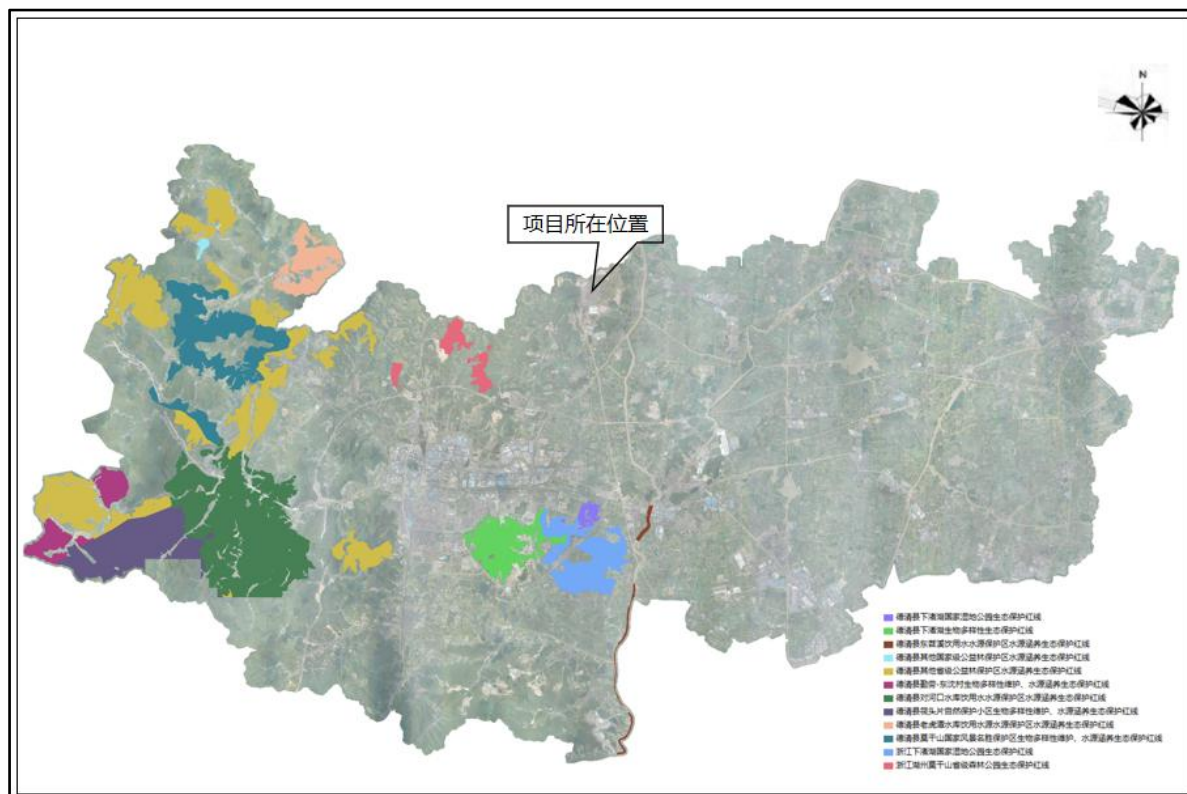 N
项目所在位置
德清县下渚湖国家湿地公园生态保护红线
德清县下渚湖生物多样性生态保护红线
德清县东苕溪饮用水水源保护区水源涵养生态保护红线
德清县其他国家级公益林保护区水源涵养生态保护红线
德清县其他省级公益林保护区水源涵养生态保护红线
德清县勤劳-东沈村生物多样性维护、水源涵养生态保护红线
德清县对河口水库饮用水水源保护区水源涵养生态保护红线
德清县筏头片自然保护小区生物多样性维护、水源涵养生态保护红线
德清县老虎潭水库饮用水源水源保护区水源涵养生态保护红线
德清县莫干山国家风景名胜保护区生物多样性维护、水源涵养生态保护红线
浙江下渚湖国家湿地公园生态保护红线
浙江湖州莫干山省级森林公园生态保护红线